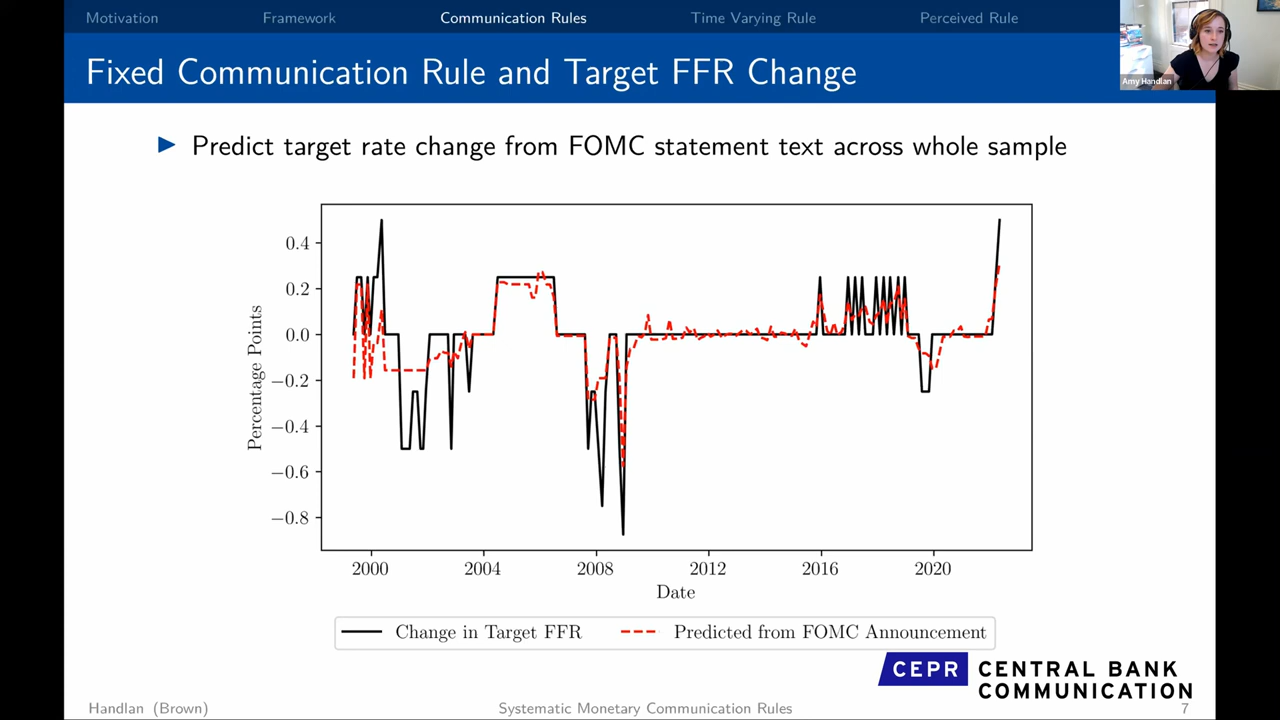 Motivation Framework Communication Rules Time Varying Rule Perceived Rule
Amy Handlan
Fixed Communication Rule and Target FFR Change
Predict target rate change from FOMC statement text across whole sample
0.4
0.2
0.0
−0.2
−0.4
−0.6
−0.8
Percentage Points
2000 2004 2008 2012 2016 2020
Date
Change in Target FFR Predicted from FOMC Announcement
CEPR CENTRAL BANK
COMMUNICATION
Handlan (Brown) Systematic Monetary Communication Rules 7